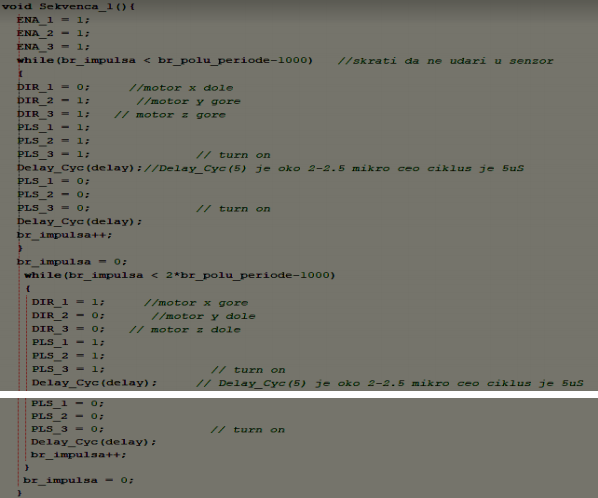 void Sekvenca_1(){
ENA_1 = 1;
ENA_2 = 1;
ENA_3 = 1;
while(br_impulsa < br_polu_periode-1000) //skrati da ne udari u senzor
{
DIR_1 = 0; //motor x dole
DIR_2 = 1; //motor y gore
DIR_3 = 1; // motor z gore
PLS_1 = 1;
PLS_2 = 1;
PLS_3 = 1; // turn on
Delay_Cyc(delay);//Delay_Cyc(5) je oko 2-2.5 mikro ceo ciklus je 5uS
PLS_1 = 0;
PLS_2 = 0;
PLS_3 = 0; // turn on
Delay_Cyc(delay);
br_impulsa++;
}
br_impulsa = 0;
while(br_impulsa < 2*br_polu_periode-1000)
{
DIR_1 = 1; //motor x gore
DIR_2 = 0; //motor y dole
DIR_3 = 0; // motor z dole
PLS_1 = 1;
PLS_2 = 1;
PLS_3 = 1; // turn on
Delay_Cyc(delay); // Delay_Cyc(5) je oko 2-2.5 mikro ceo ciklus je 5uS
PLS_1 = 0;
PLS_2 = 0;
PLS_3 = 0; // turn on
Delay_Cyc(delay);
br_impulsa++;
}
br_impulsa = 0;
}